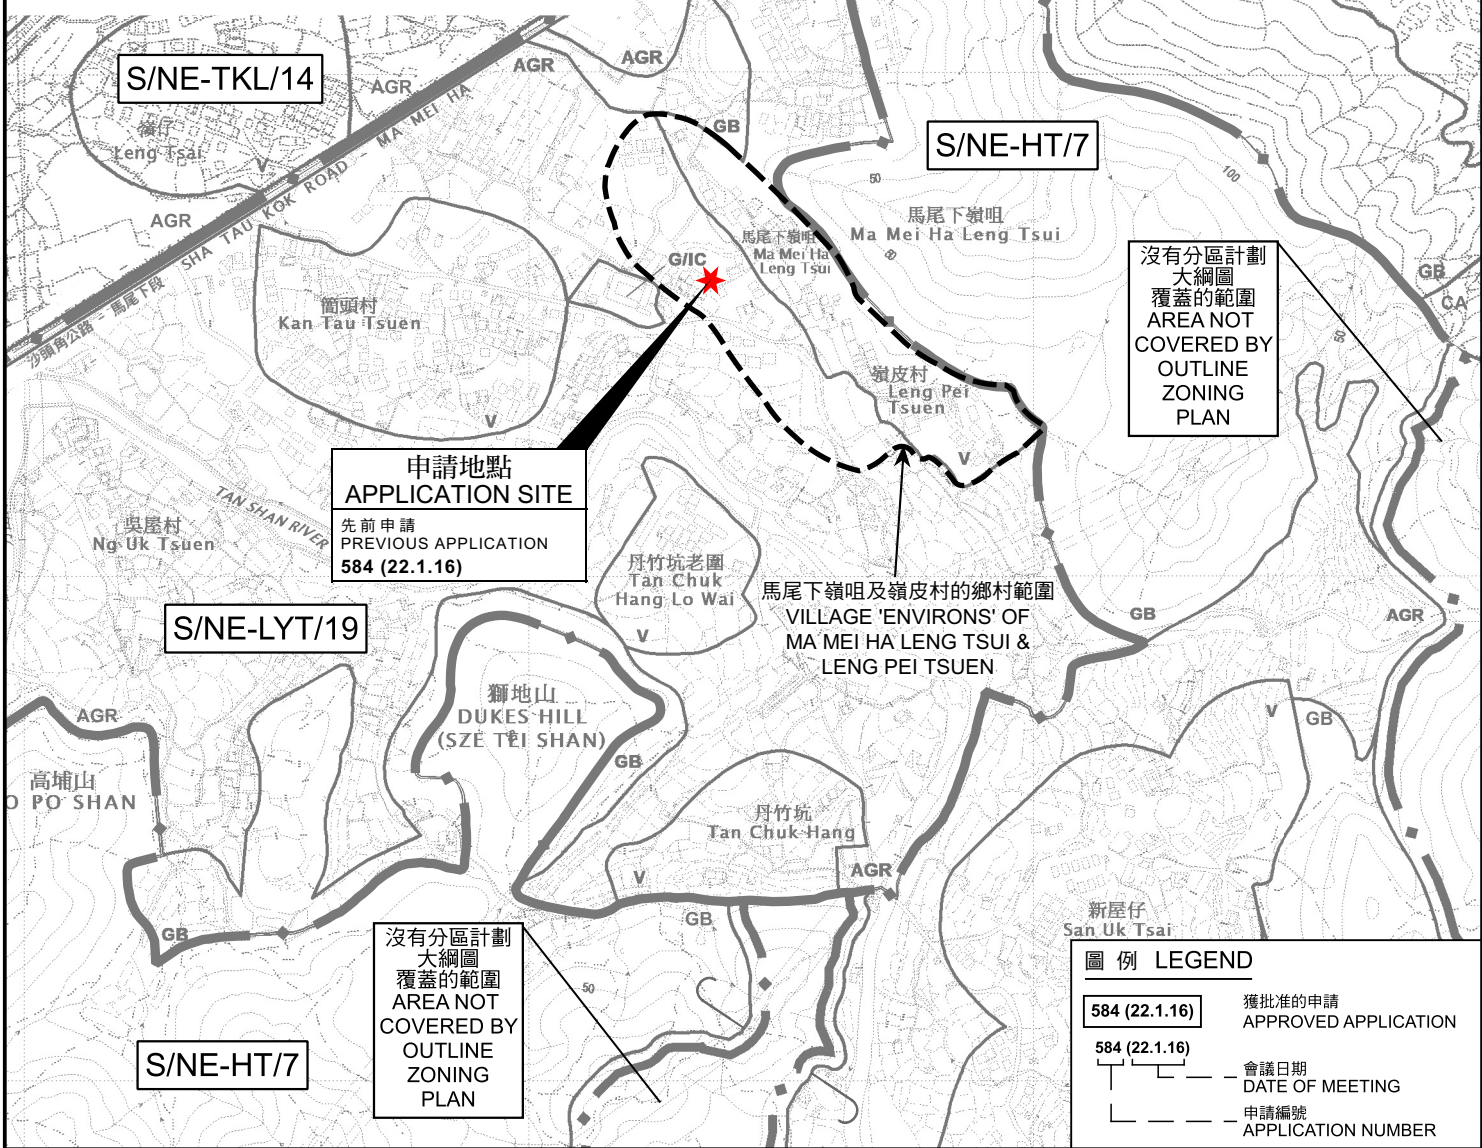 S/NE-TKL/14
AGR
AGR
AGR
嶺仔
Leng Tsai
V
AGR
沙頭角公路 - 馬尾下段 SHA TAU KOK ROAD - MA MEI HA
GB
S/NE-HT/7
50
100
馬尾下嶺咀
Ma Mei Ha Leng Tsui
80
馬尾下嶺咀
Ma Mei Ha
Leng Tsui
G/IC
簡頭村
Kan Tau Tsuen
V
沒有分區計劃
大綱圖
覆蓋的範圍
AREA NOT
COVERED BY
OUTLINE
ZONING
PLAN
GB
CA
50
嶺皮村
Leng Pei
Tsuen
V
申請地點
APPLICATION SITE
先前申請
PREVIOUS APPLICATION
584 (22.1.16)
TAN SHAN RIVER
吳屋村
Ng Uk Tsuen
丹竹坑老圍
Tan Chuk
Hang Lo Wai
V
馬尾下嶺咀及嶺皮村的鄉村範圍
VILLAGE 'ENVIRONS' OF
MA MEI HA LENG TSUI &
LENG PEI TSUEN
GB
AGR
S/NE-LYT/19
獅地山
DUKES HILL
(SZE TEI SHAN)
AGR
GB
V
GB
高埔山
O PO SHAN
丹竹坑
Tan Chuk Hang
V
AGR
GB
GB
新屋仔
San Uk Tsai
沒有分區計劃
大綱圖
覆蓋的範圍
AREA NOT
COVERED BY
OUTLINE
ZONING
PLAN
50
S/NE-HT/7
圖例 LEGEND
584 (22.1.16)
獲批准的申請
APPROVED APPLICATION
584 (22.1.16)
會議日期
DATE OF MEETING
申請編號
APPLICATION NUMBER